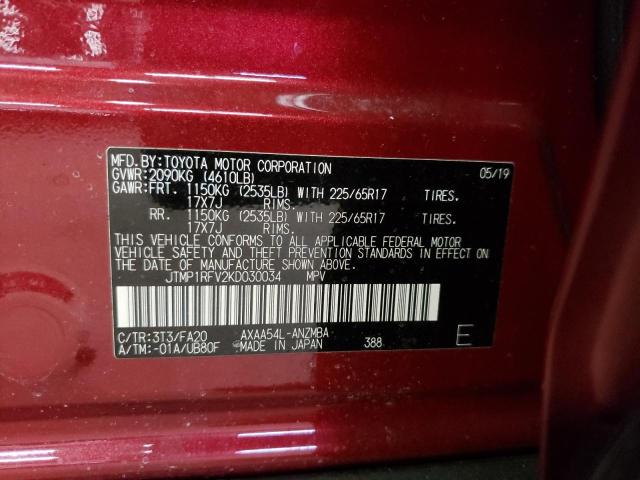 MFD.BY:TOYOTA MOTOR CORPORATION 05/19
GVWR:2090KG (4610LB)
GAWR:FRT. 1150KG (2535LB) WITH 225/65R17 TIRES.
17X7J RIMS.
RR. 1150KG (2535LB) WITH 225/65R17 TIRES.
17X7J RIMS.
THIS VEHICLE CONFORMS TO ALL APPLICABLE FEDERAL MOTOR
VEHICLE SAFETY AND THEFT PREVENTION STANDARDS IN EFFECT ON
THE DATE OF MANUFACTURE SHOWN ABOVE.
JTMP1RFV2KD030034 MPV
C/TR:3T3/FA20 AXAA54L-ANZMBA
A/TM:-01A/UB80F MADE IN JAPAN 388 E